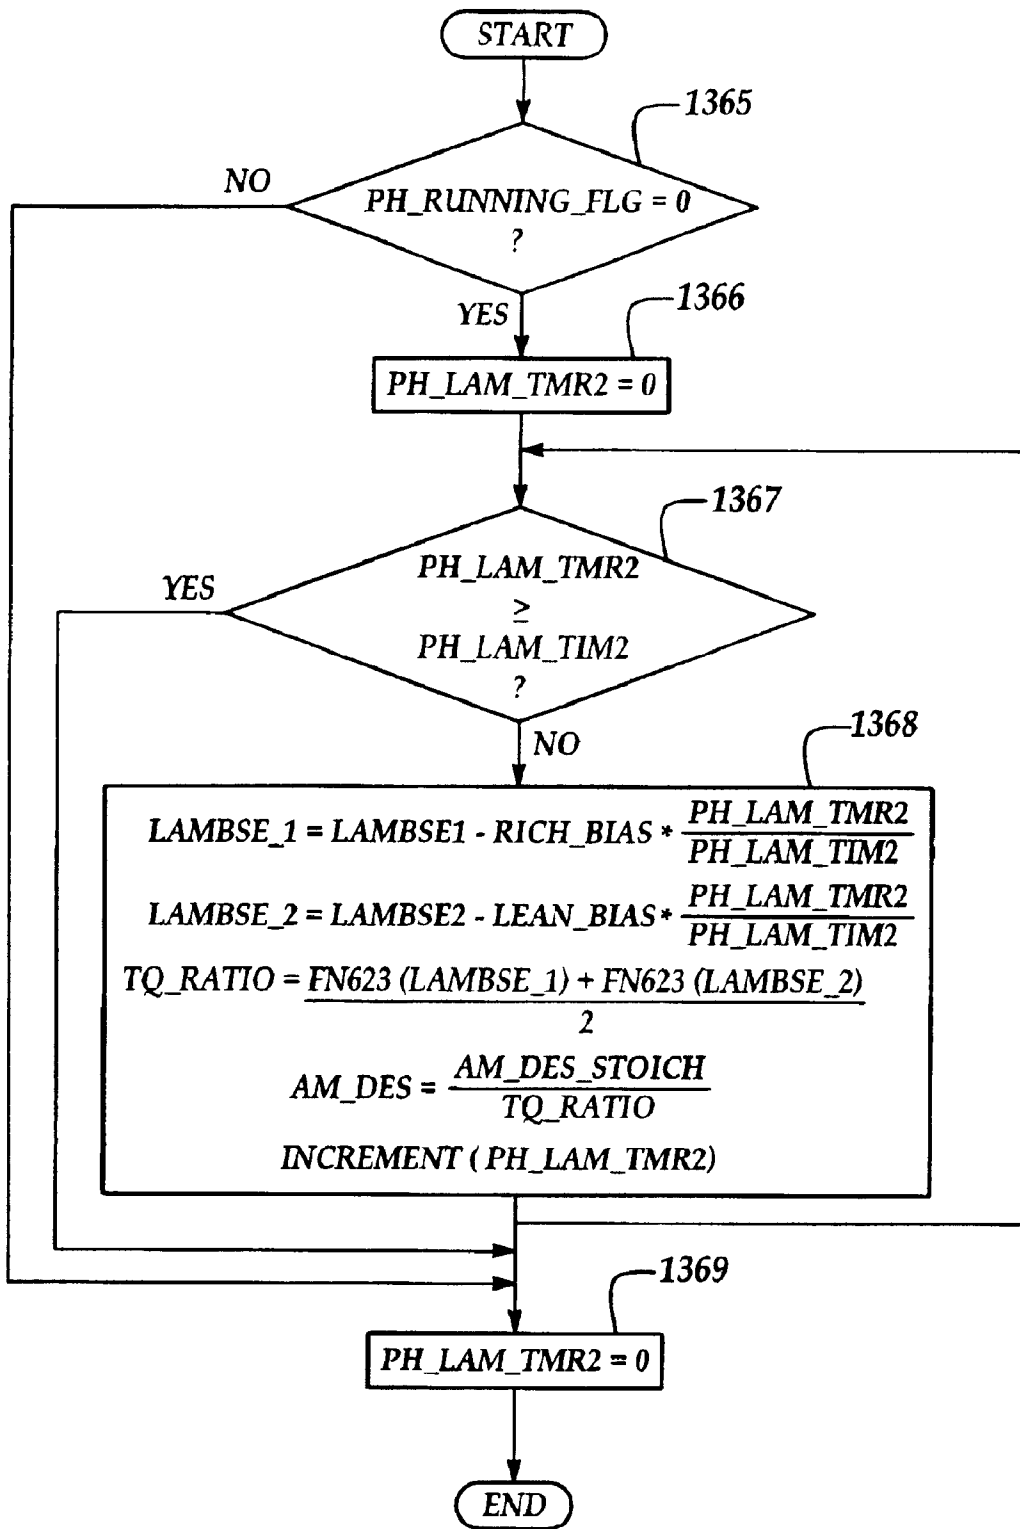 START
1365
NO
PH_RUNNING_FLG = 0
?
YES
1366
PH_LAM_TMR2 = 0
1367
YES
PH_LAM_TMR2
≥
PH_LAM_TIM2
?
NO
1368
LAMBSE_1 = LAMBSE1 - RICH_BIAS * PH_LAM_TMR2
PH_LAM_TIM2
LAMBSE_2 = LAMBSE2 - LEAN_BIAS * PH_LAM_TMR2
PH_LAM_TIM2
TQ_RATIO = FN623 (LAMBSE_1) + FN623 (LAMBSE_2)
2
AM_DES = AM_DES_STOICH
TQ_RATIO
INCREMENT ( PH_LAM_TMR2)
1369
PH_LAM_TMR2 = 0
END